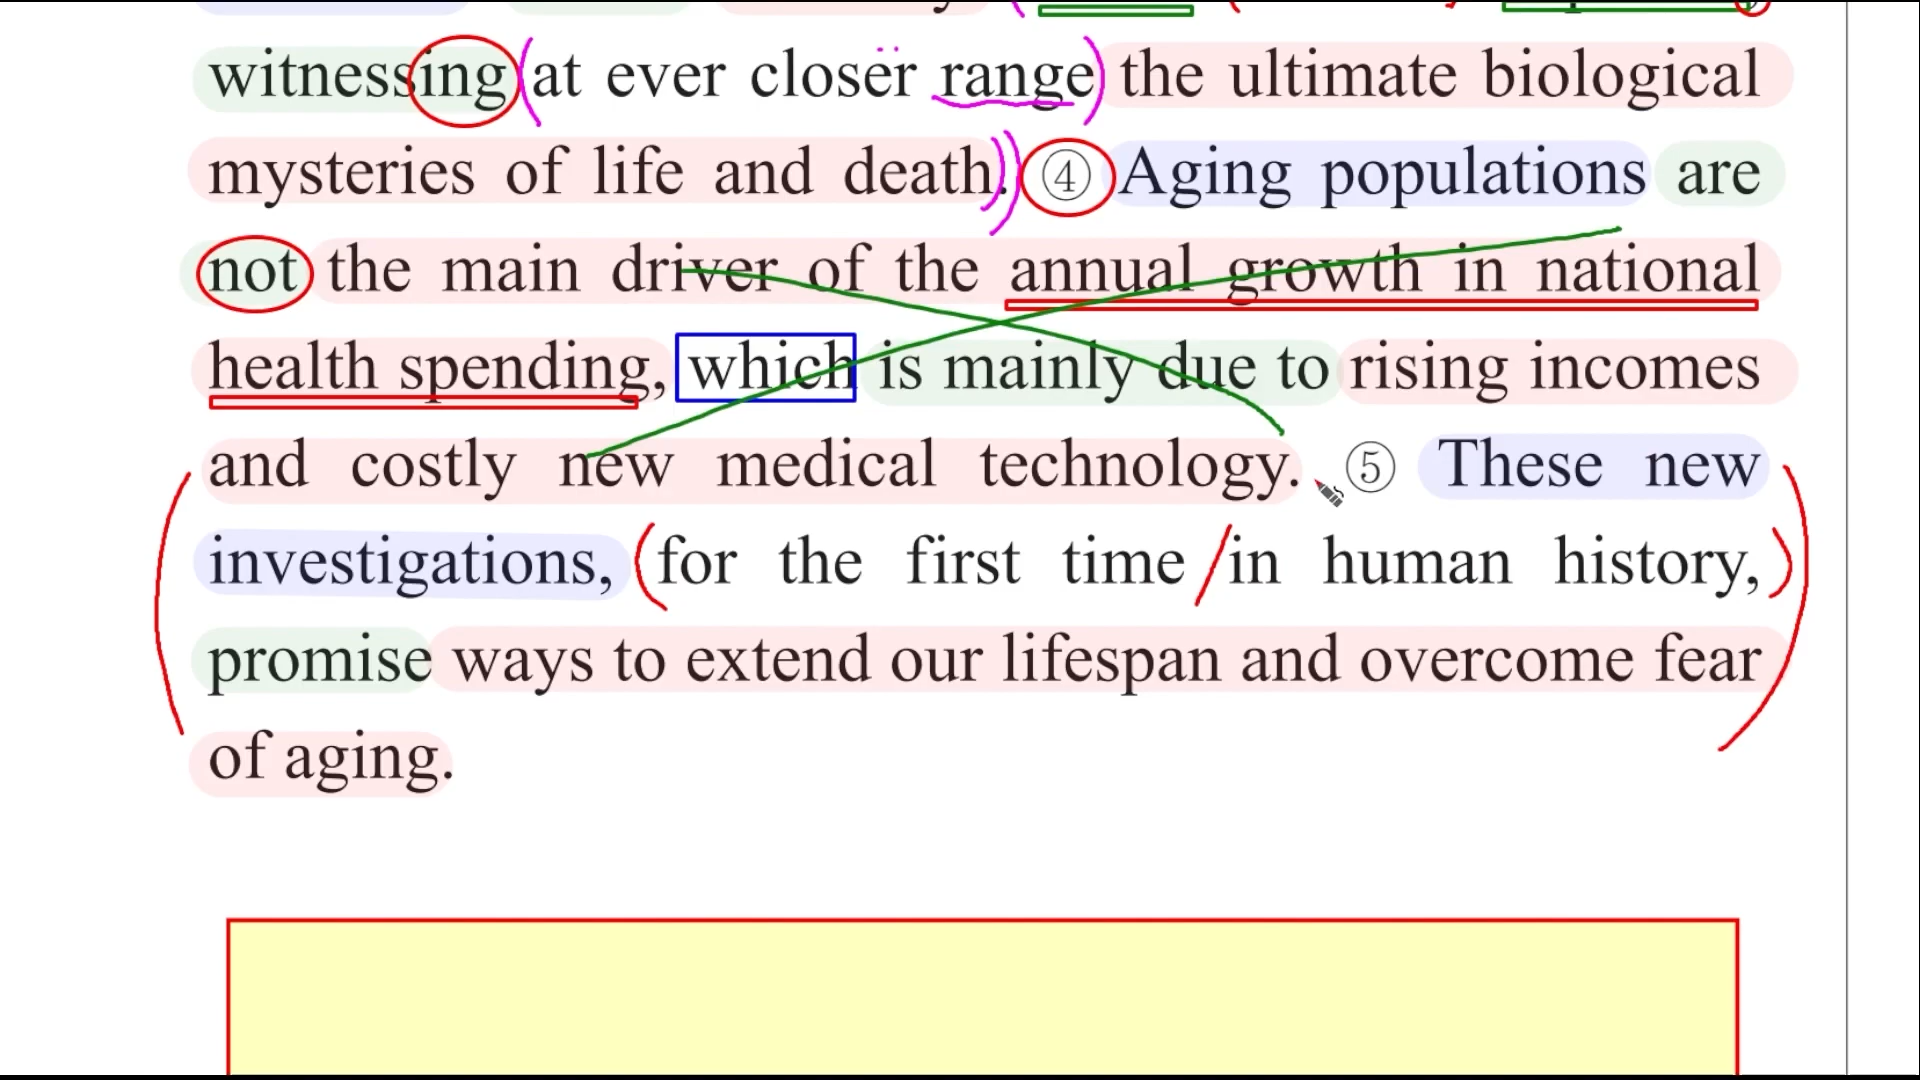 witnessing at ever closer range the ultimate biological
mysteries of life and death. ④ Aging populations are
not the main driver of the annual growth in national
health spending, which is mainly due to rising incomes
and costly new medical technology. ⑤ These new
investigations, for the first time in human history,
promise ways to extend our lifespan and overcome fear
of aging.